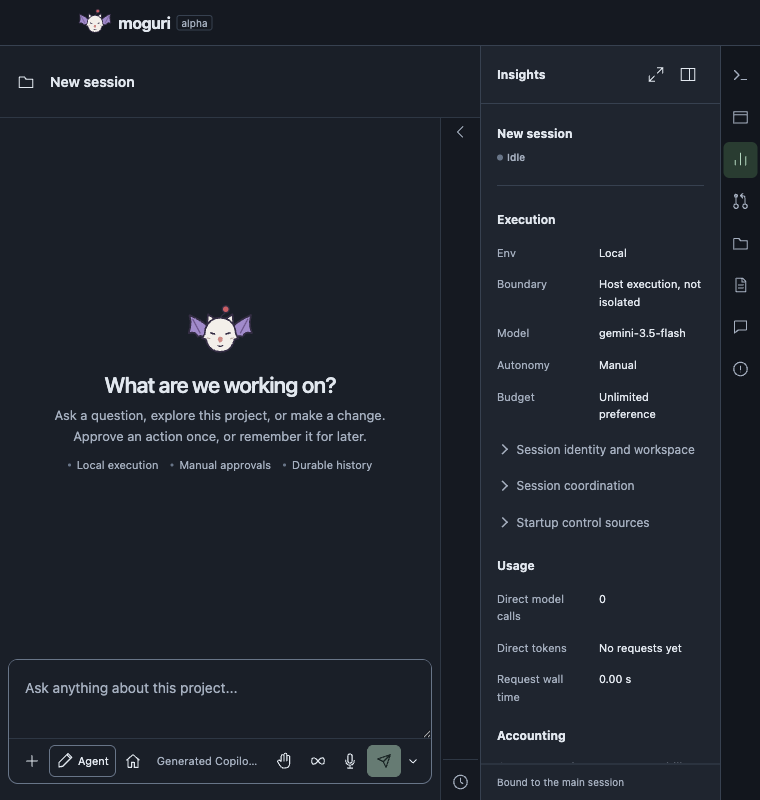 moguri alpha
New session
What are we working on?
Ask a question, explore this project, or make a change.
Approve an action once, or remember it for later.
• Local execution • Manual approvals • Durable history
Ask anything about this project...
Agent
Generated Copilo...
Insights
New session
Idle
Execution
Env Local
Boundary Host execution, not
isolated
Model gemini-3.5-flash
Autonomy Manual
Budget Unlimited
preference
Session identity and workspace
Session coordination
Startup control sources
Usage
Direct model 0
calls
Direct tokens No requests yet
Request wall 0.00 s
time
Accounting
Bound to the main session